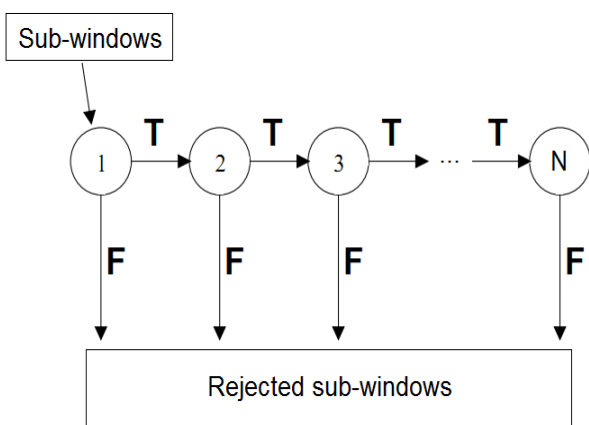 Sub-windows
T T T T
1 2 3 ... N
F F F F
Rejected sub-windows